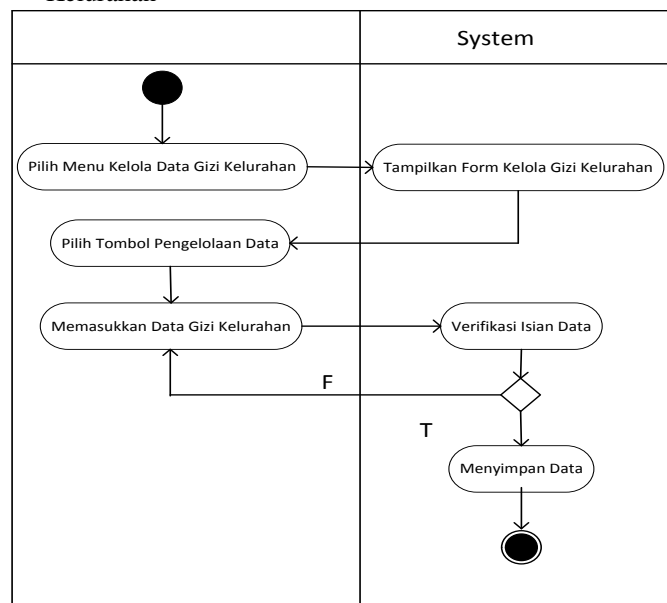 Kelurahan
System
Pilih Menu Kelola Data Gizi Kelurahan
Tampilkan Form Kelola Gizi Kelurahan
Pilih Tombol Pengelolaan Data
Memasukkan Data Gizi Kelurahan
Verifikasi Isian Data
F
T
Menyimpan Data